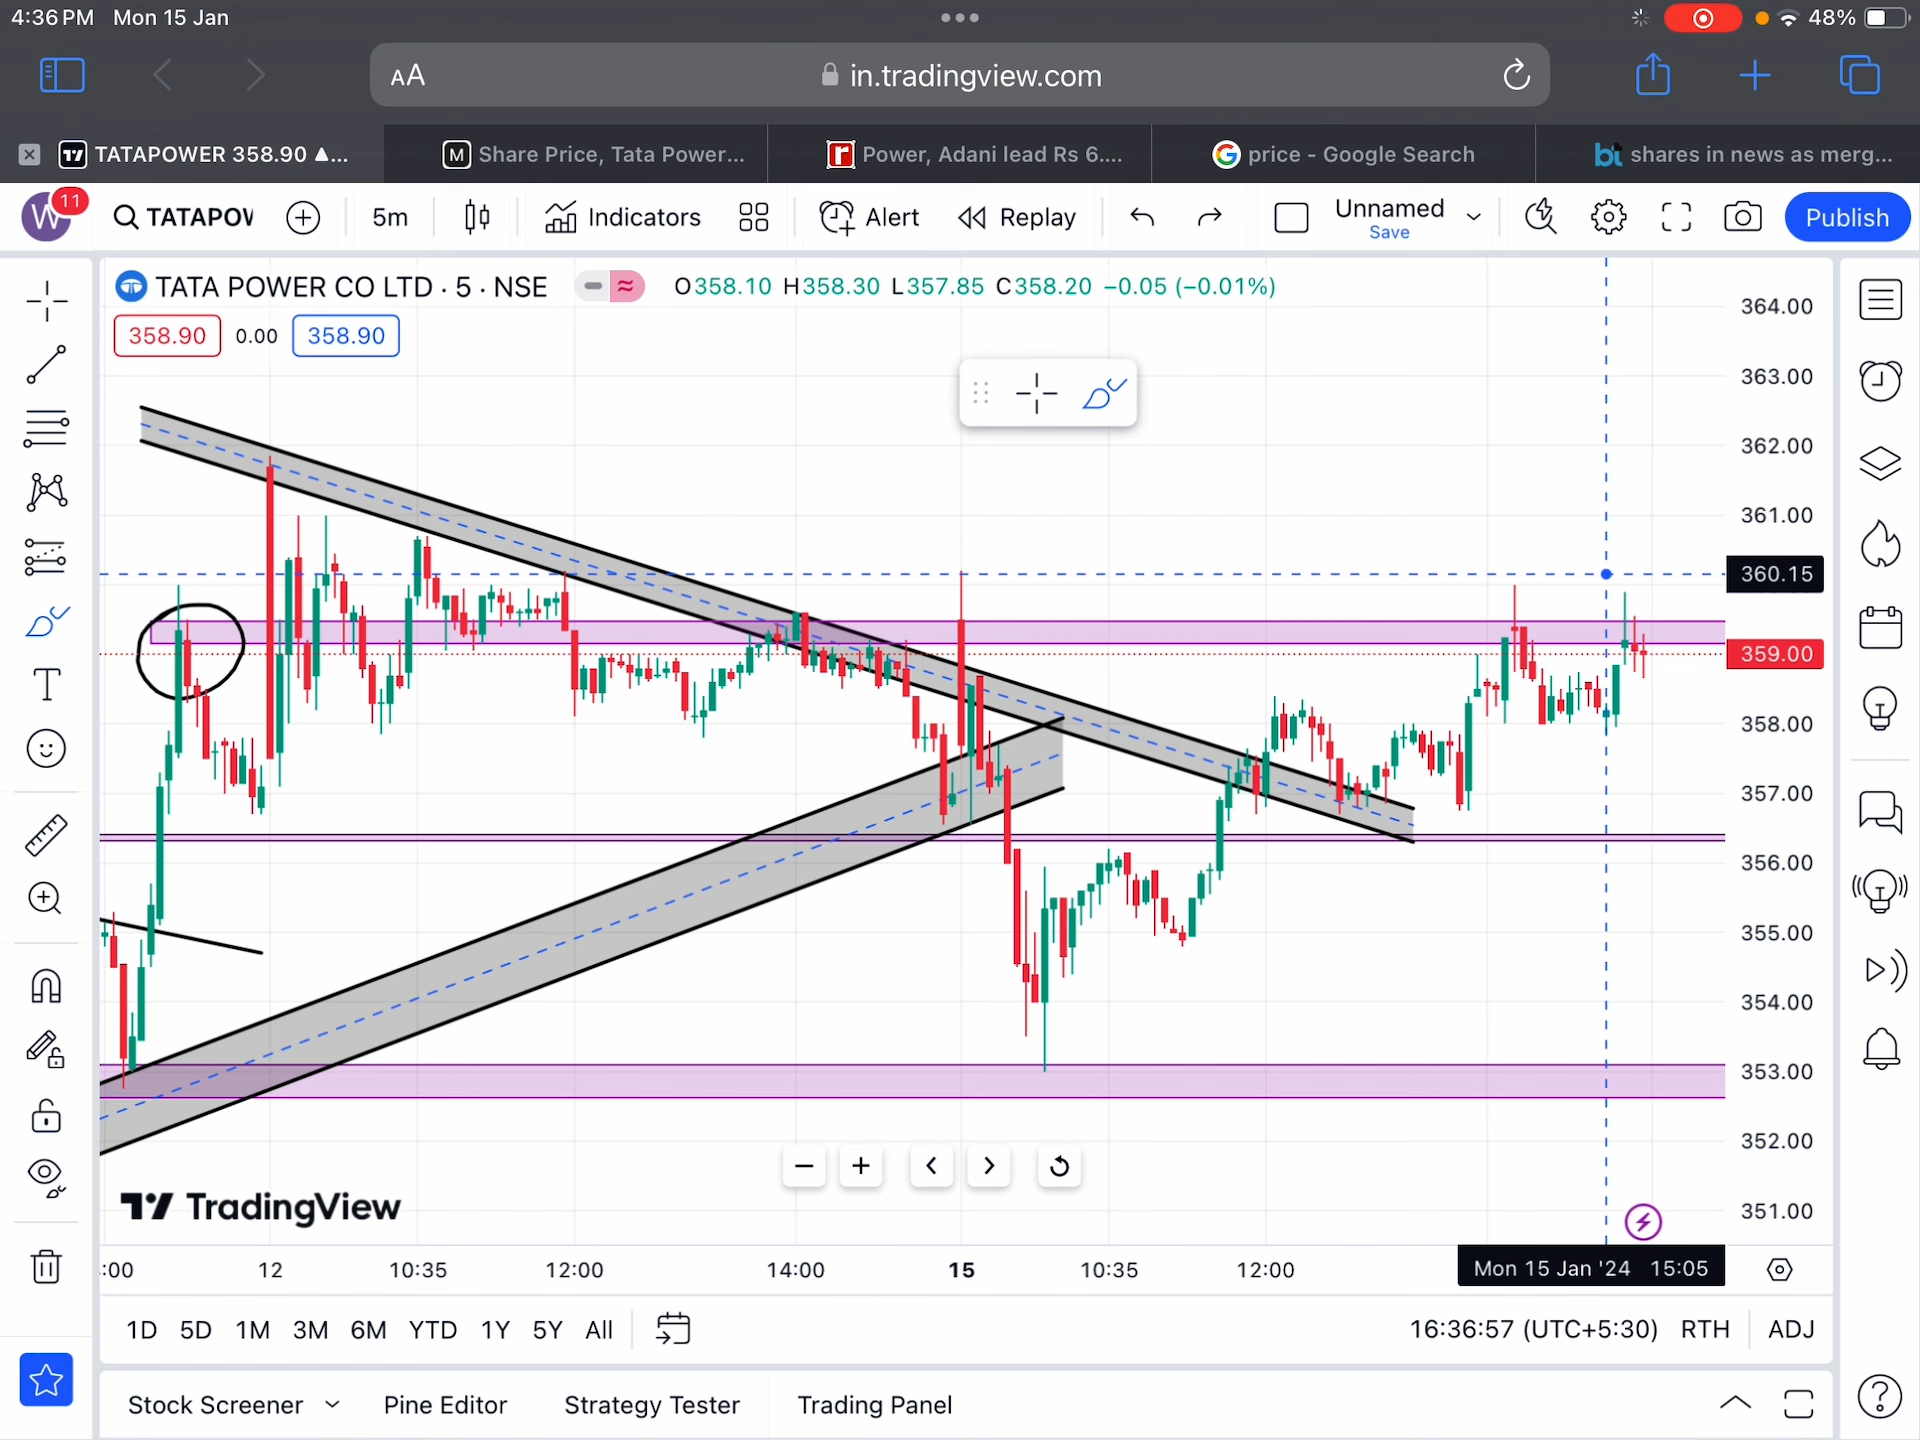 4:36 PM Mon 15 Jan
48%
AA in.tradingview.com
TATAPOWER 358.90 ▲...
M Share Price, Tata Power...
r Power, Adani lead Rs 6....
G price - Google Search
bt shares in news as merg...
W 11 TATAPOW 5m Indicators Alert Replay Unnamed Save Publish
TATA POWER CO LTD · 5 · NSE O358.10 H358.30 L357.85 C358.20 −0.05 (−0.01%)
358.90 0.00 358.90
364.00
363.00
362.00
361.00
360.15
359.00
358.00
357.00
356.00
355.00
354.00
353.00
352.00
351.00
TradingView
:00 12 10:35 12:00 14:00 15 10:35 12:00 Mon 15 Jan '24 15:05
1D 5D 1M 3M 6M YTD 1Y 5Y All 16:36:57 (UTC+5:30) RTH ADJ
Stock Screener Pine Editor Strategy Tester Trading Panel